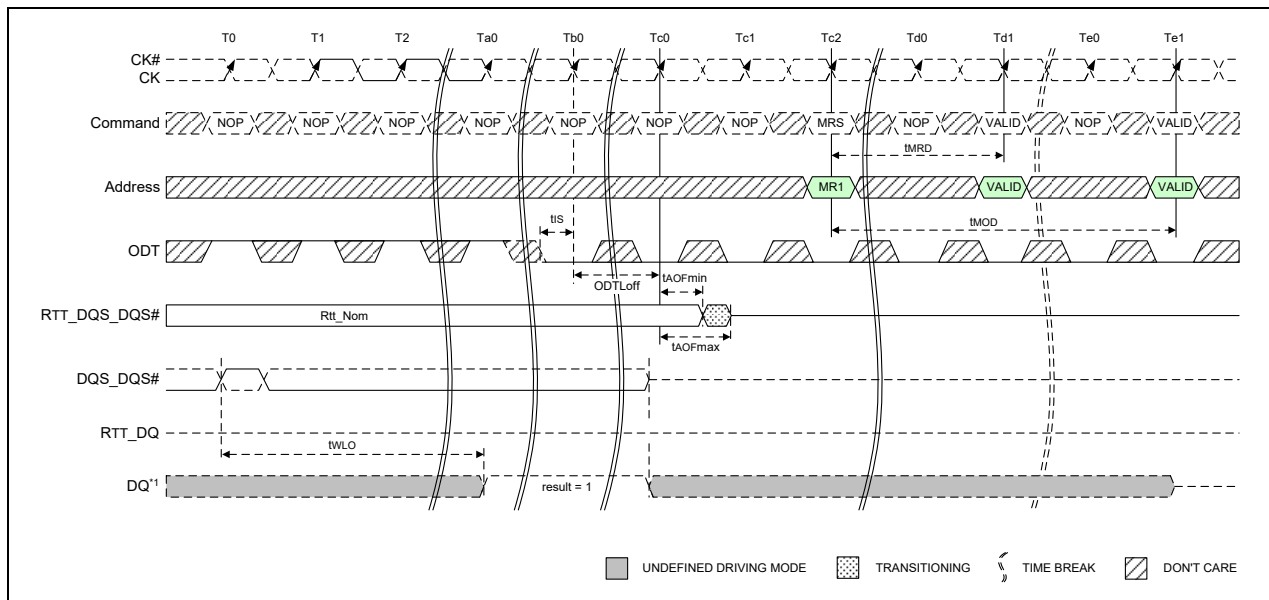 T0 T1 T2 Ta0 Tb0 Tc0 Tc1 Tc2 Td0 Td1 Te0 Te1
CK#
CK
Command NOP NOP NOP NOP NOP NOP NOP MRS NOP VALID NOP VALID
tMRD
Address MR1 VALID VALID
tIS
tMOD
ODT
ODTLoff
tAOFmin
RTT_DQS_DQS# Rtt_Nom
tAOFmax
DQS_DQS#
RTT_DQ
tWLO
DQ*1 result = 1
UNDEFINED DRIVING MODE TRANSITIONING TIME BREAK DON'T CARE